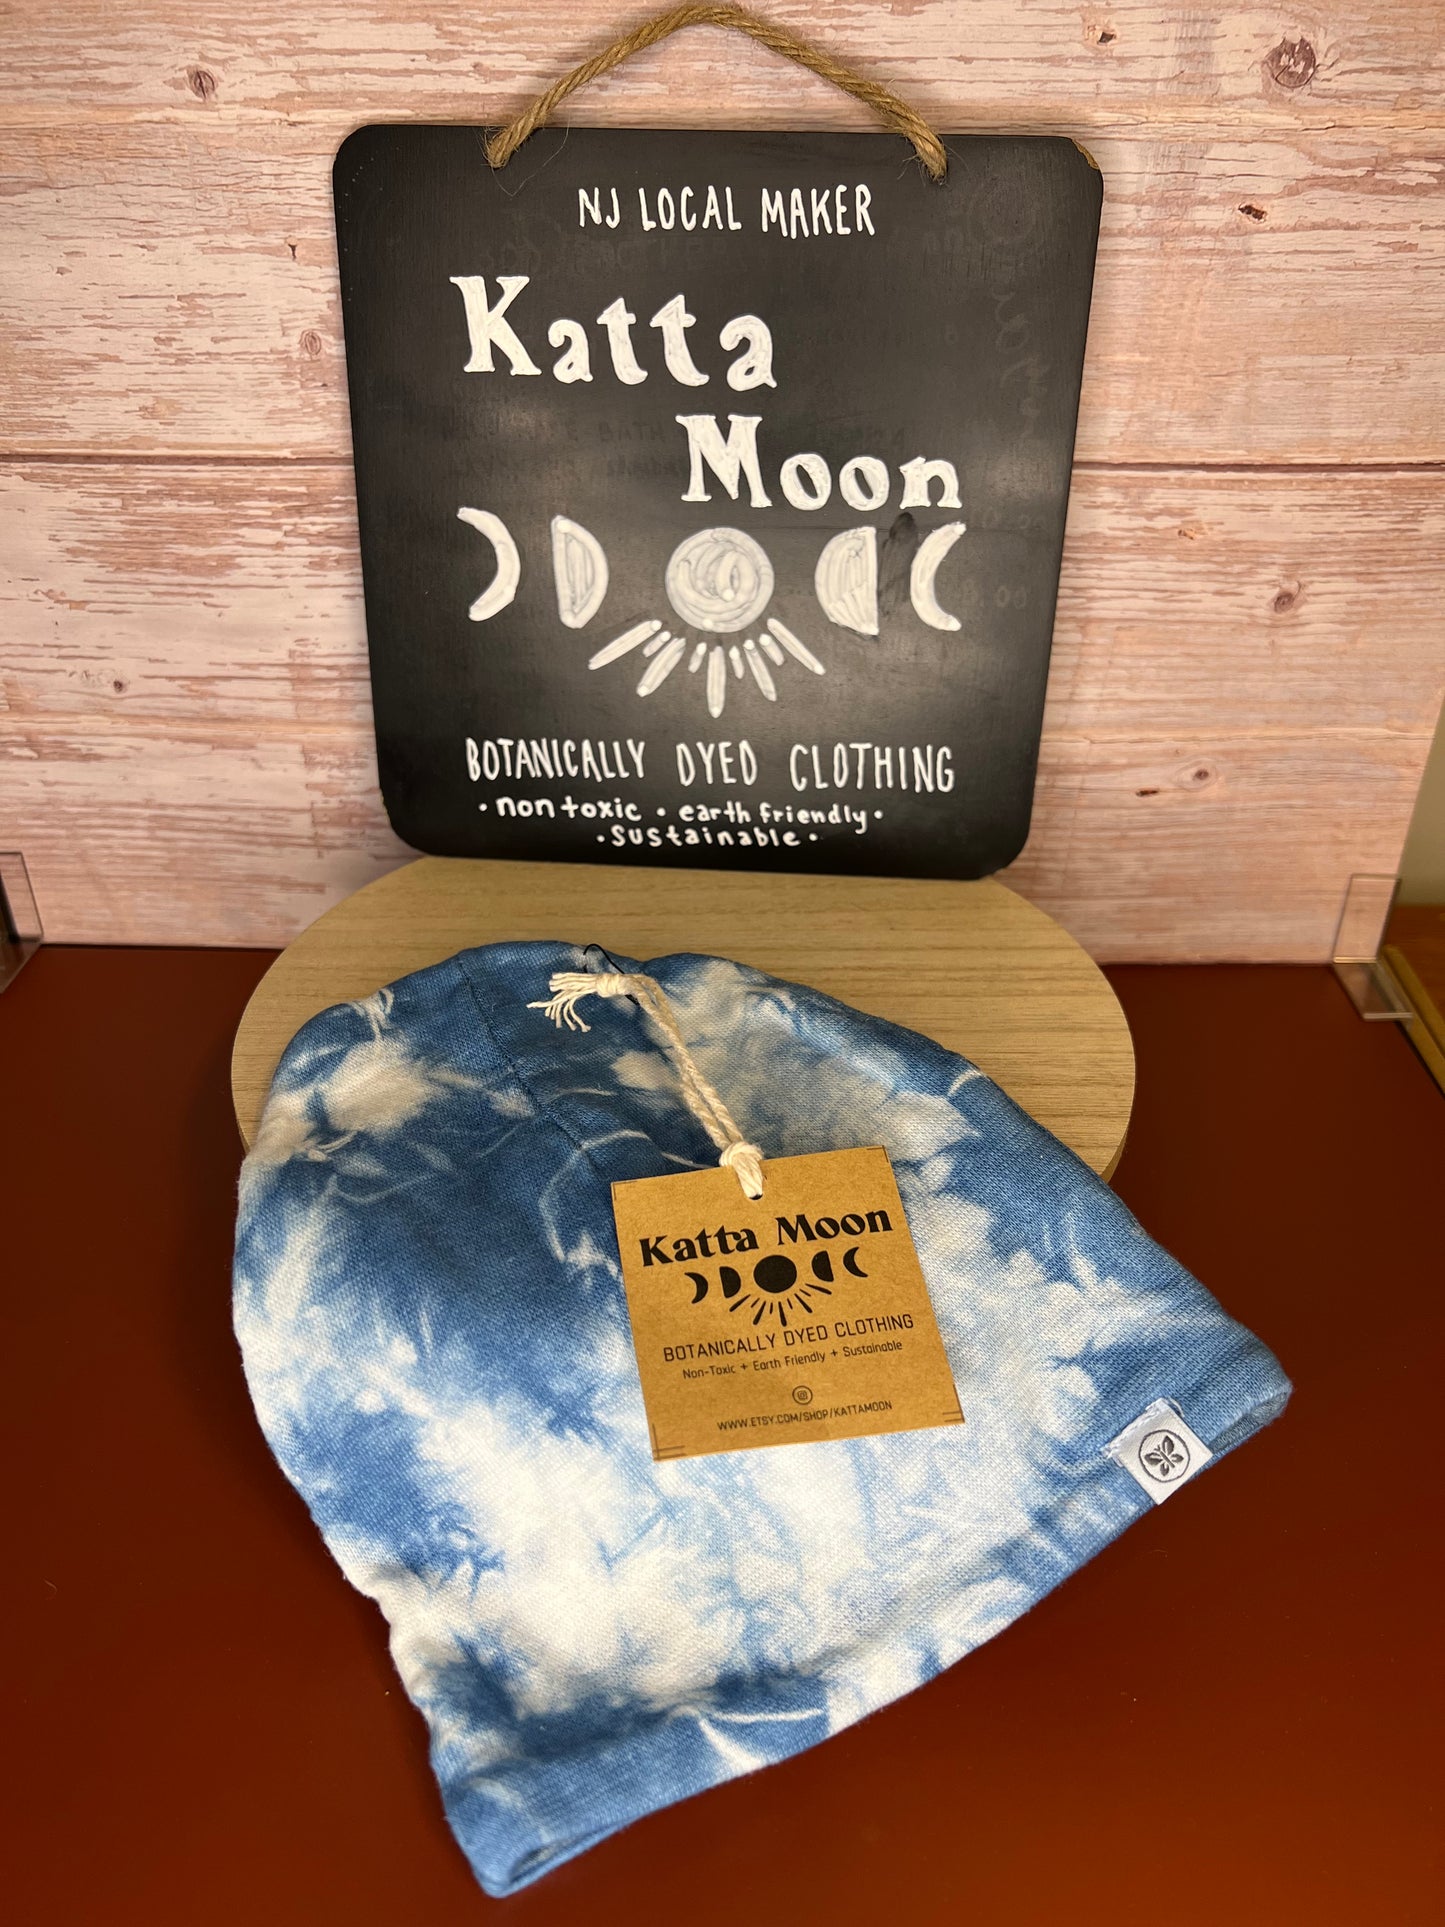 NJ LOCAL MAKER
Katta
Moon
BOTANICALLY DYED CLOTHING
• non toxic • earth friendly •
• sustainable •
Katta Moon
BOTANICALLY DYED CLOTHING
Non-Toxic + Earth Friendly + Sustainable
WWW.ETSY.COM/SHOP/KATTAMOON